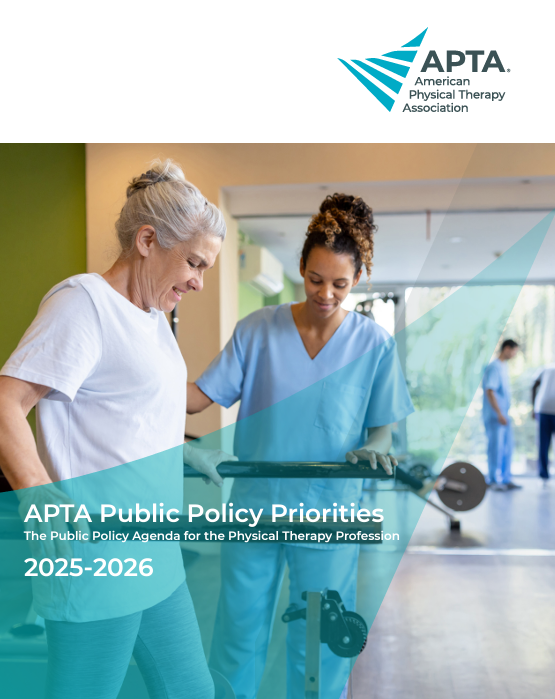 APTA®
American
Physical Therapy
Association
APTA Public Policy Priorities
The Public Policy Agenda for the Physical Therapy Profession
2025-2026